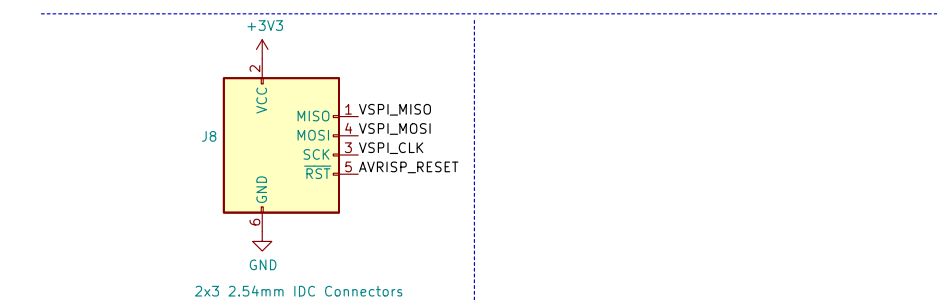 +3V3
2
VCC
MISO 1 VSPI_MISO
J8
MOSI 4 VSPI_MOSI
SCK 3 VSPI_CLK
RST 5 AVRISP_RESET
GND
6
GND
2x3 2.54mm IDC Connectors